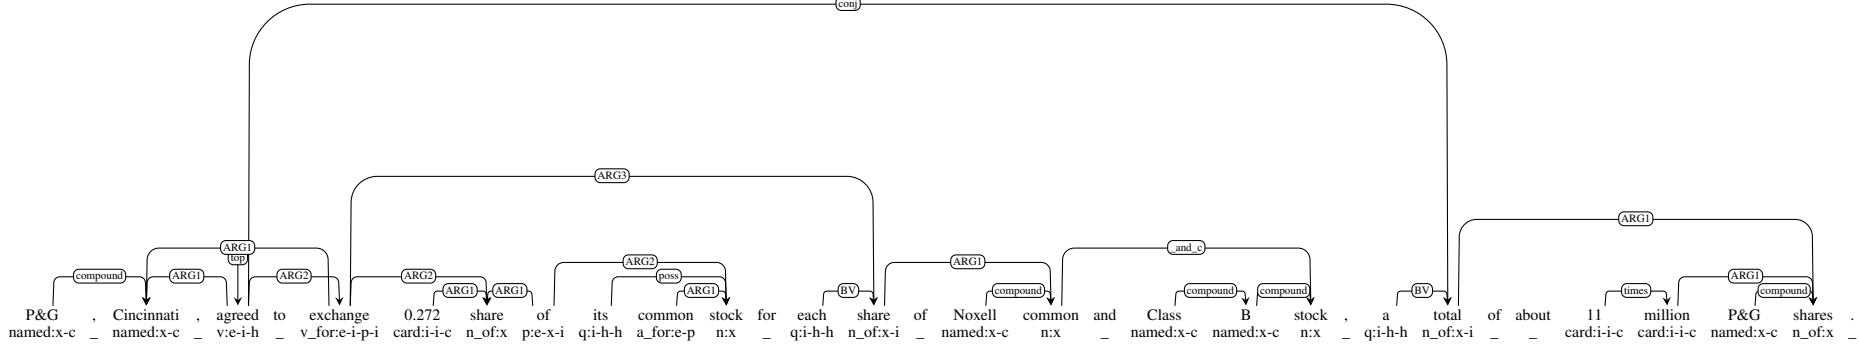 conj
ARG3
ARG1
ARG1 _and_c
top
ARG2 ARG1
compound ARG1 ARG2 ARG2 poss ARG1
ARG1 ARG1 ARG1 BV compound compound compound BV times compound
P&G , Cincinnati , agreed to exchange 0.272 share of its common stock for each share of Noxell common and Class B stock , a total of about 11 million P&G shares .
named:x-c _ named:x-c _ v:e-i-h _ v_for:e-i-p-i card:i-i-c n_of:x p:e-x-i q:i-h-h a_for:e-p n:x _ q:i-h-h n_of:x-i _ named:x-c n:x _ named:x-c named:x-c n:x _ q:i-h-h n_of:x-i _ _ card:i-i-c card:i-i-c named:x-c n_of:x _